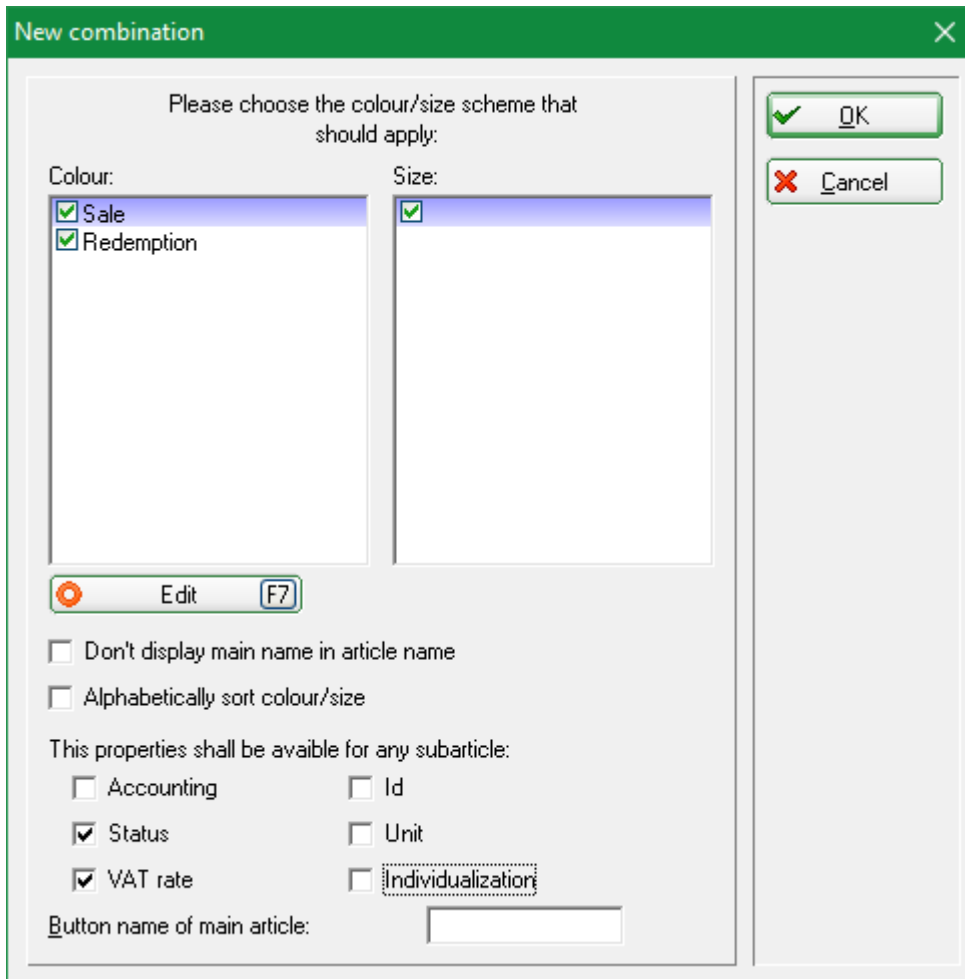 New combination
Please choose the colour/size scheme that
should apply:
OK
Cancel
Colour:
Size:
Sale
Redemption
Edit F7
Don't display main name in article name
Alphabetically sort colour/size
This properties shall be avaible for any subarticle:
Accounting
Id
Status
Unit
VAT rate
Individualization
Button name of main article: